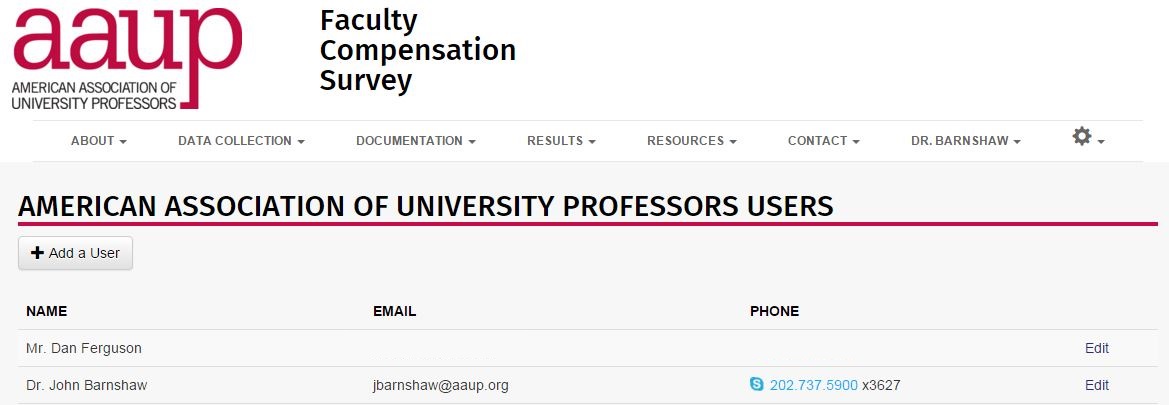 aaup
AMERICAN ASSOCIATION OF
UNIVERSITY PROFESSORS
Faculty
Compensation
Survey
ABOUT DATA COLLECTION DOCUMENTATION RESULTS RESOURCES CONTACT DR. BARNSHAW
AMERICAN ASSOCIATION OF UNIVERSITY PROFESSORS USERS
Add a User
NAME EMAIL PHONE
Mr. Dan Ferguson Edit
Dr. John Barnshaw jbarnshaw@aaup.org 202.737.5900 x3627 Edit